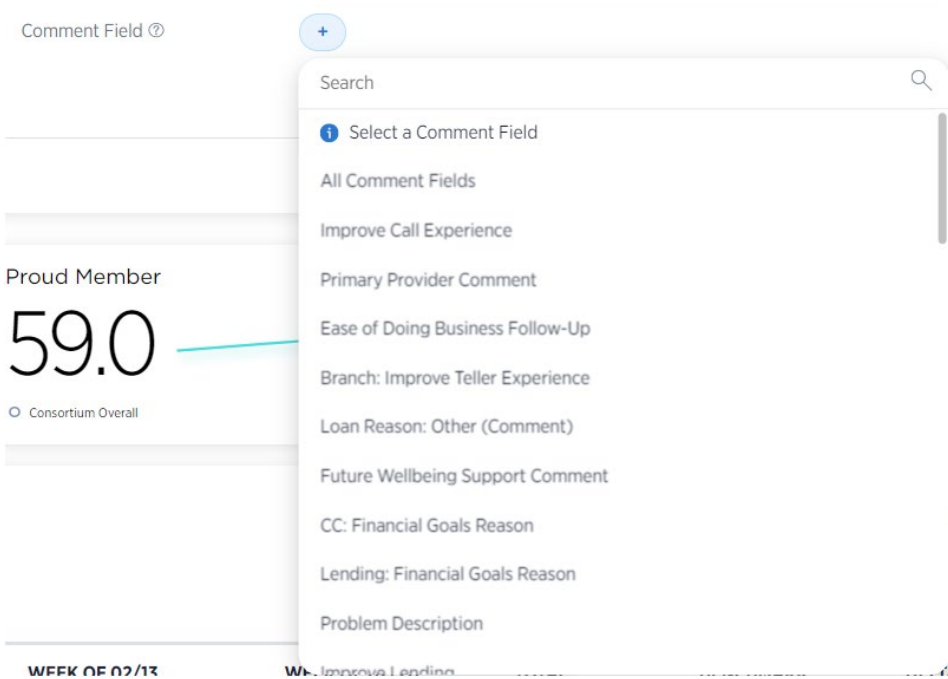 Comment Field
+
Search
Select a Comment Field
All Comment Fields
Improve Call Experience
Primary Provider Comment
Ease of Doing Business Follow-Up
Branch: Improve Teller Experience
Loan Reason: Other (Comment)
Future Wellbeing Support Comment
CC: Financial Goals Reason
Lending: Financial Goals Reason
Problem Description
Improve Lending
Proud Member
59.0
Consortium Overall
WEEK OF 02/13